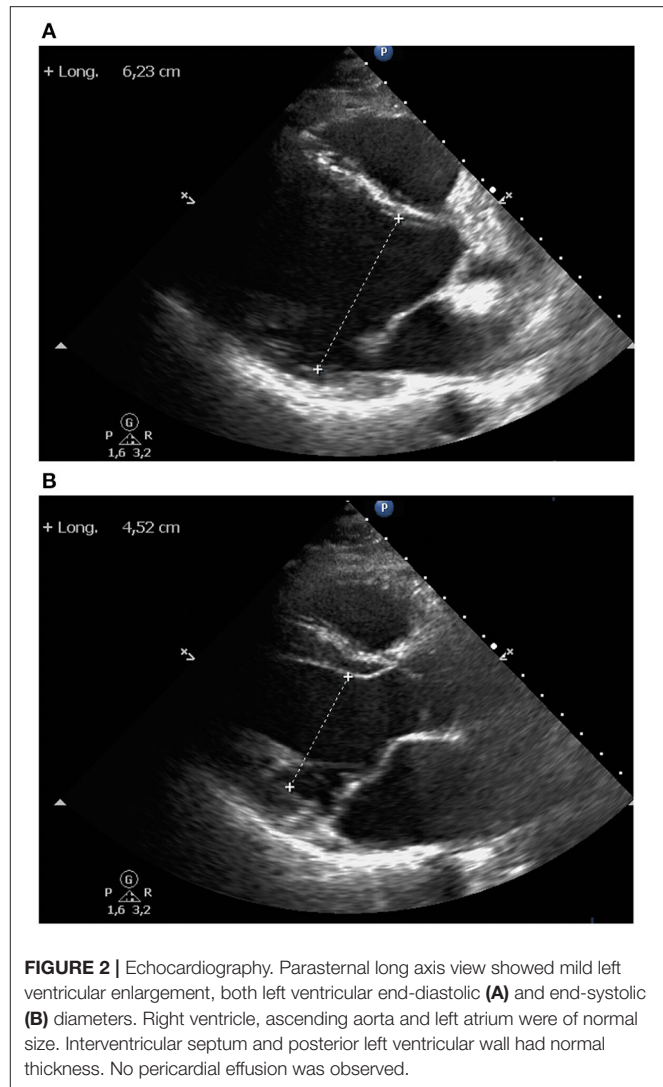 A
P
+ Long. 6,23 cm
G
P R
1,6 3,2
B
P
+ Long. 4,52 cm
G
P R
1,6 3,2
FIGURE 2 | Echocardiography. Parasternal long axis view showed mild left
ventricular enlargement, both left ventricular end-diastolic (A) and end-systolic
(B) diameters. Right ventricle, ascending aorta and left atrium were of normal
size. Interventricular septum and posterior left ventricular wall had normal
thickness. No pericardial effusion was observed.